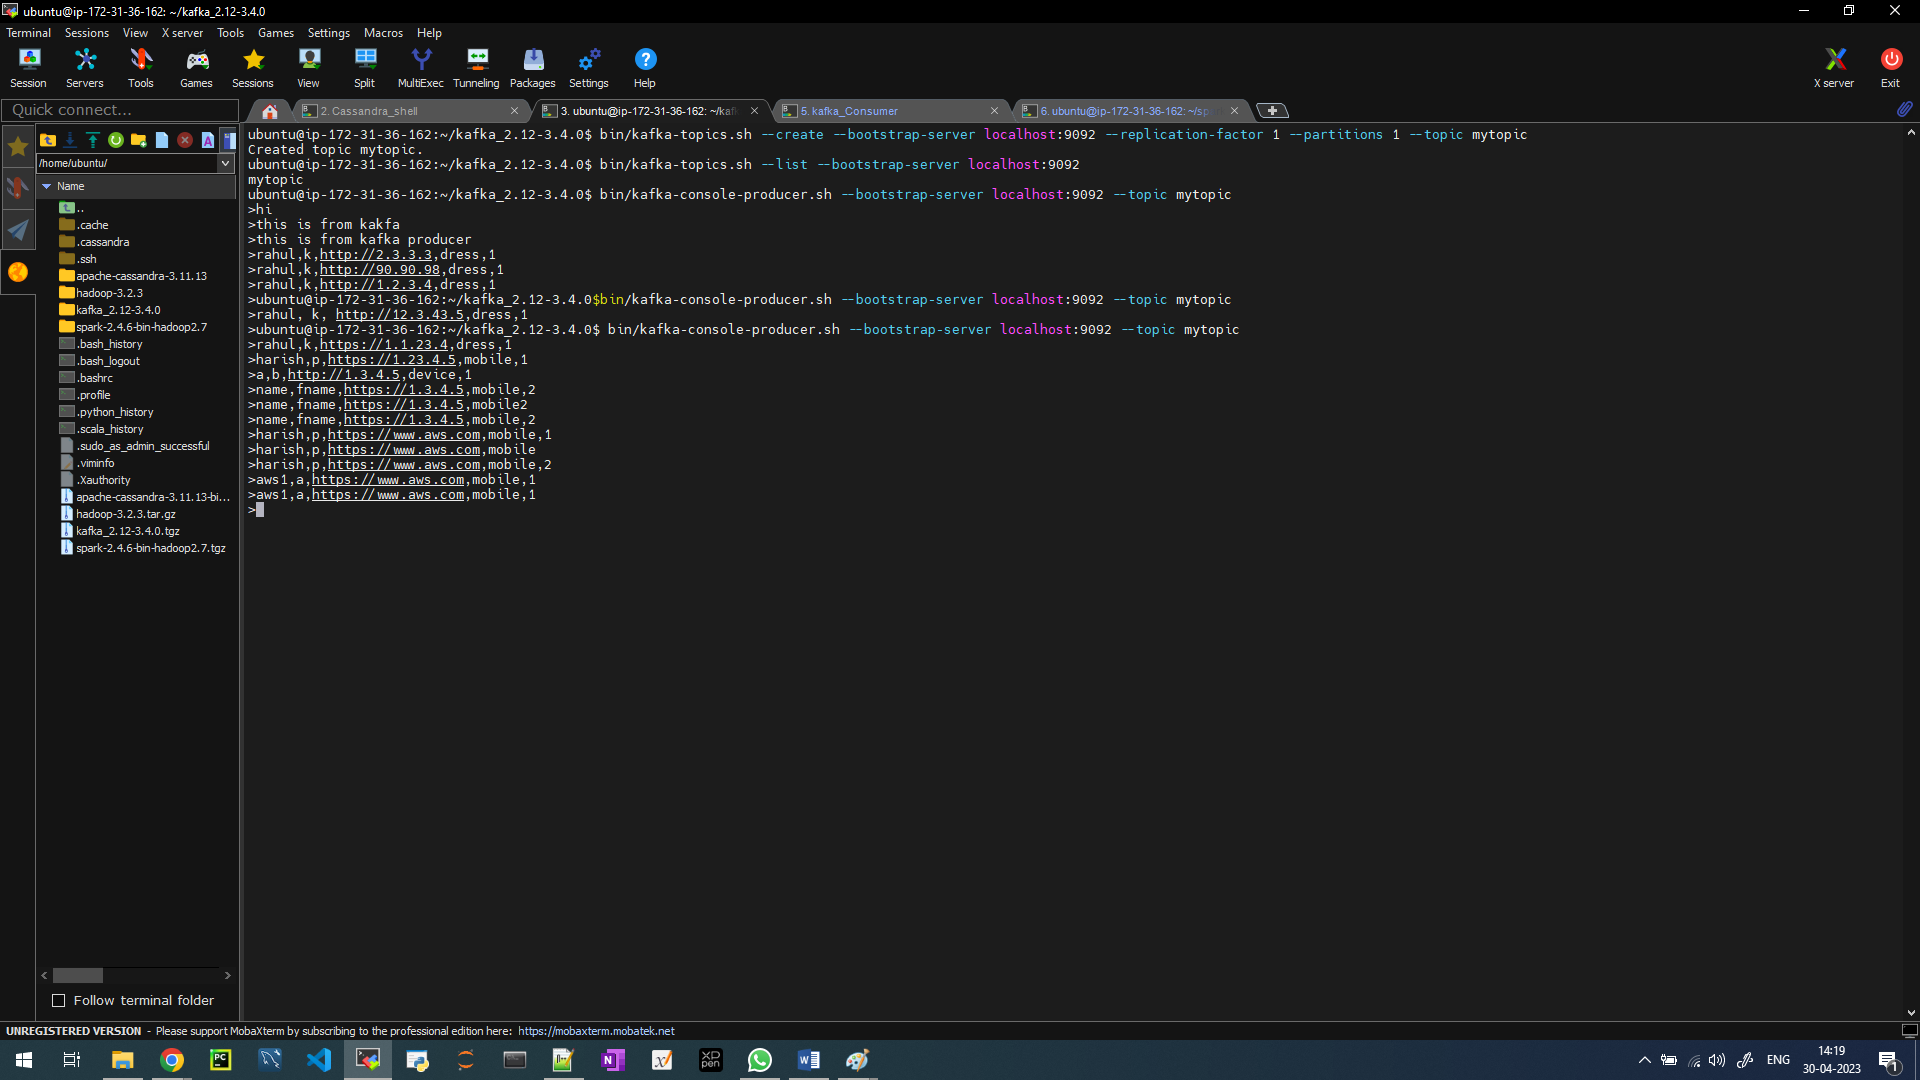 ubuntu@ip-172-31-36-162: ~/kafka_2.12-3.4.0
Terminal Sessions View X server Tools Games Settings Macros Help
Session Servers Tools Games Sessions View Split MultiExec Tunneling Packages Settings Help X server Exit
Quick connect...
2. Cassandra_shell
3. ubuntu@ip-172-31-36-162: ~/kaf
5. kafka_Consumer
6. ubuntu@ip-172-31-36-162: ~/sp
/home/ubuntu/
Name
..
.cache
.cassandra
.ssh
apache-cassandra-3.11.13
hadoop-3.2.3
kafka_2.12-3.4.0
spark-2.4.6-bin-hadoop2.7
.bash_history
.bash_logout
.bashrc
.profile
.python_history
.scala_history
.sudo_as_admin_successful
.viminfo
.Xauthority
apache-cassandra-3.11.13-bi...
hadoop-3.2.3.tar.gz
kafka_2.12-3.4.0.tgz
spark-2.4.6-bin-hadoop2.7.tgz
Follow terminal folder
ubuntu@ip-172-31-36-162:~/kafka_2.12-3.4.0$ bin/kafka-topics.sh --create --bootstrap-server localhost:9092 --replication-factor 1 --partitions 1 --topic mytopic
Created topic mytopic.
ubuntu@ip-172-31-36-162:~/kafka_2.12-3.4.0$ bin/kafka-topics.sh --list --bootstrap-server localhost:9092
mytopic
ubuntu@ip-172-31-36-162:~/kafka_2.12-3.4.0$ bin/kafka-console-producer.sh --bootstrap-server localhost:9092 --topic mytopic
>hi
>this is from kakfa
>this is from kafka producer
>rahul,k,http://2.3.3.3,dress,1
>rahul,k,http://90.90.98,dress,1
>rahul,k,http://1.2.3.4,dress,1
>ubuntu@ip-172-31-36-162:~/kafka_2.12-3.4.0$bin/kafka-console-producer.sh --bootstrap-server localhost:9092 --topic mytopic
>rahul, k, http://12.3.43.5,dress,1
>ubuntu@ip-172-31-36-162:~/kafka_2.12-3.4.0$ bin/kafka-console-producer.sh --bootstrap-server localhost:9092 --topic mytopic
>rahul,k,https://1.1.23.4,dress,1
>harish,p,https://1.23.4.5,mobile,1
>a,b,http://1.3.4.5,device,1
>name,fname,https://1.3.4.5,mobile,2
>name,fname,https://1.3.4.5,mobile2
>name,fname,https://1.3.4.5,mobile,2
>harish,p,https://www.aws.com,mobile,1
>harish,p,https://www.aws.com,mobile
>harish,p,https://www.aws.com,mobile,2
>aws1,a,https://www.aws.com,mobile,1
>aws1,a,https://www.aws.com,mobile,1
>
UNREGISTERED VERSION - Please support MobaXterm by subscribing to the professional edition here: https://mobaxterm.mobatek.net
ENG
14:19
30-04-2023
1